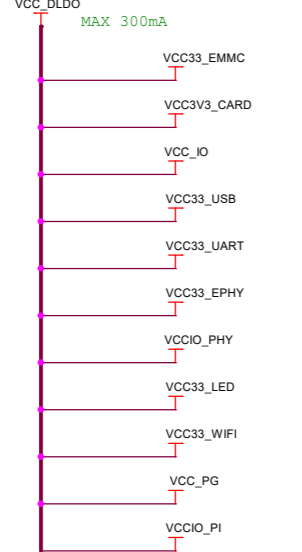 VCC_DLDO
MAX 300mA
VCC33_EMMC
VCC3V3_CARD
VCC_IO
VCC33_USB
VCC33_UART
VCC33_EPHY
VCCIO_PHY
VCC33_LED
VCC33_WIFI
VCC_PG
VCCIO_PI